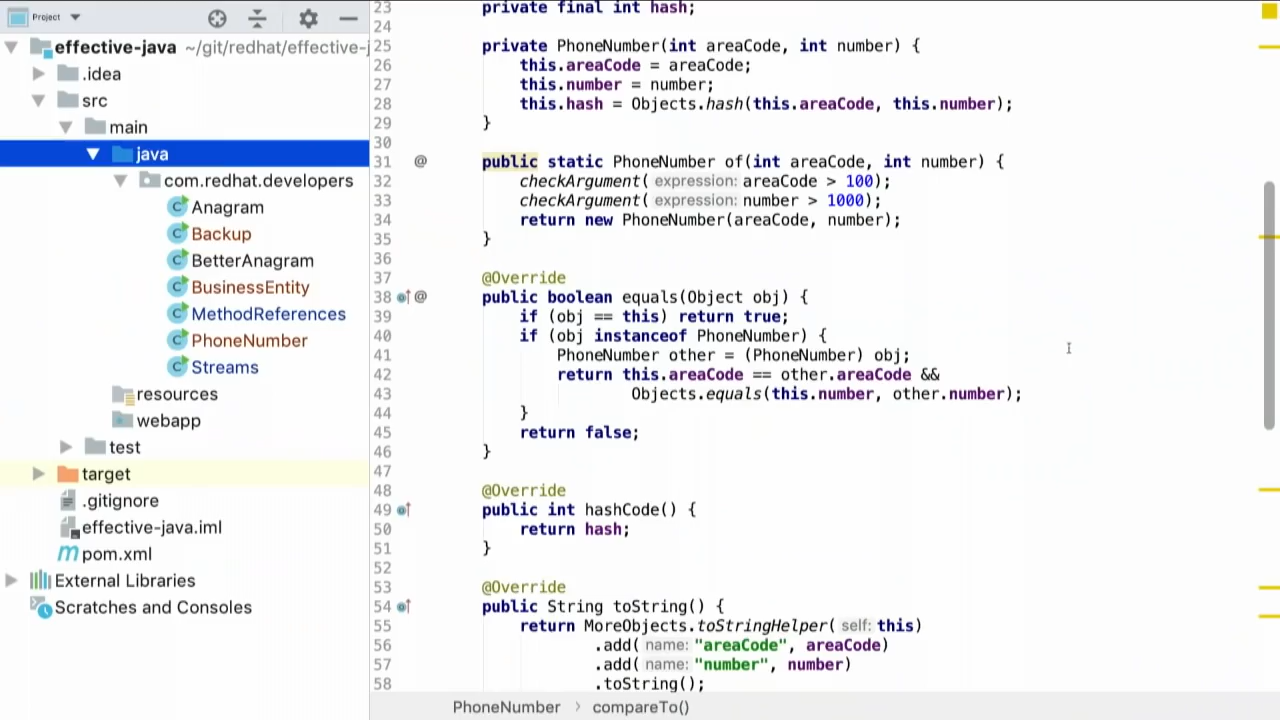 Project
effective-java ~/git/redhat/effective-j
.idea
src
main
java
com.redhat.developers
Anagram
Backup
BetterAnagram
BusinessEntity
MethodReferences
PhoneNumber
Streams
resources
webapp
test
target
.gitignore
effective-java.iml
pom.xml
External Libraries
Scratches and Consoles
23 private final int hash;
24
25 private PhoneNumber(int areaCode, int number) {
26 this.areaCode = areaCode;
27 this.number = number;
28 this.hash = Objects.hash(this.areaCode, this.number);
29 }
30
31 @ public static PhoneNumber of(int areaCode, int number) {
32 checkArgument( expression: areaCode > 100);
33 checkArgument( expression: number > 1000);
34 return new PhoneNumber(areaCode, number);
35 }
36
37 @Override
38 @ public boolean equals(Object obj) {
39 if (obj == this) return true;
40 if (obj instanceof PhoneNumber) {
41 PhoneNumber other = (PhoneNumber) obj;
42 return this.areaCode == other.areaCode &&
43 Objects.equals(this.number, other.number);
44 }
45 return false;
46 }
47
48 @Override
49 public int hashCode() {
50 return hash;
51 }
52
53 @Override
54 public String toString() {
55 return MoreObjects.toStringHelper( self: this)
56 .add( name: "areaCode", areaCode)
57 .add( name: "number", number)
58 .toString();
PhoneNumber › compareTo()